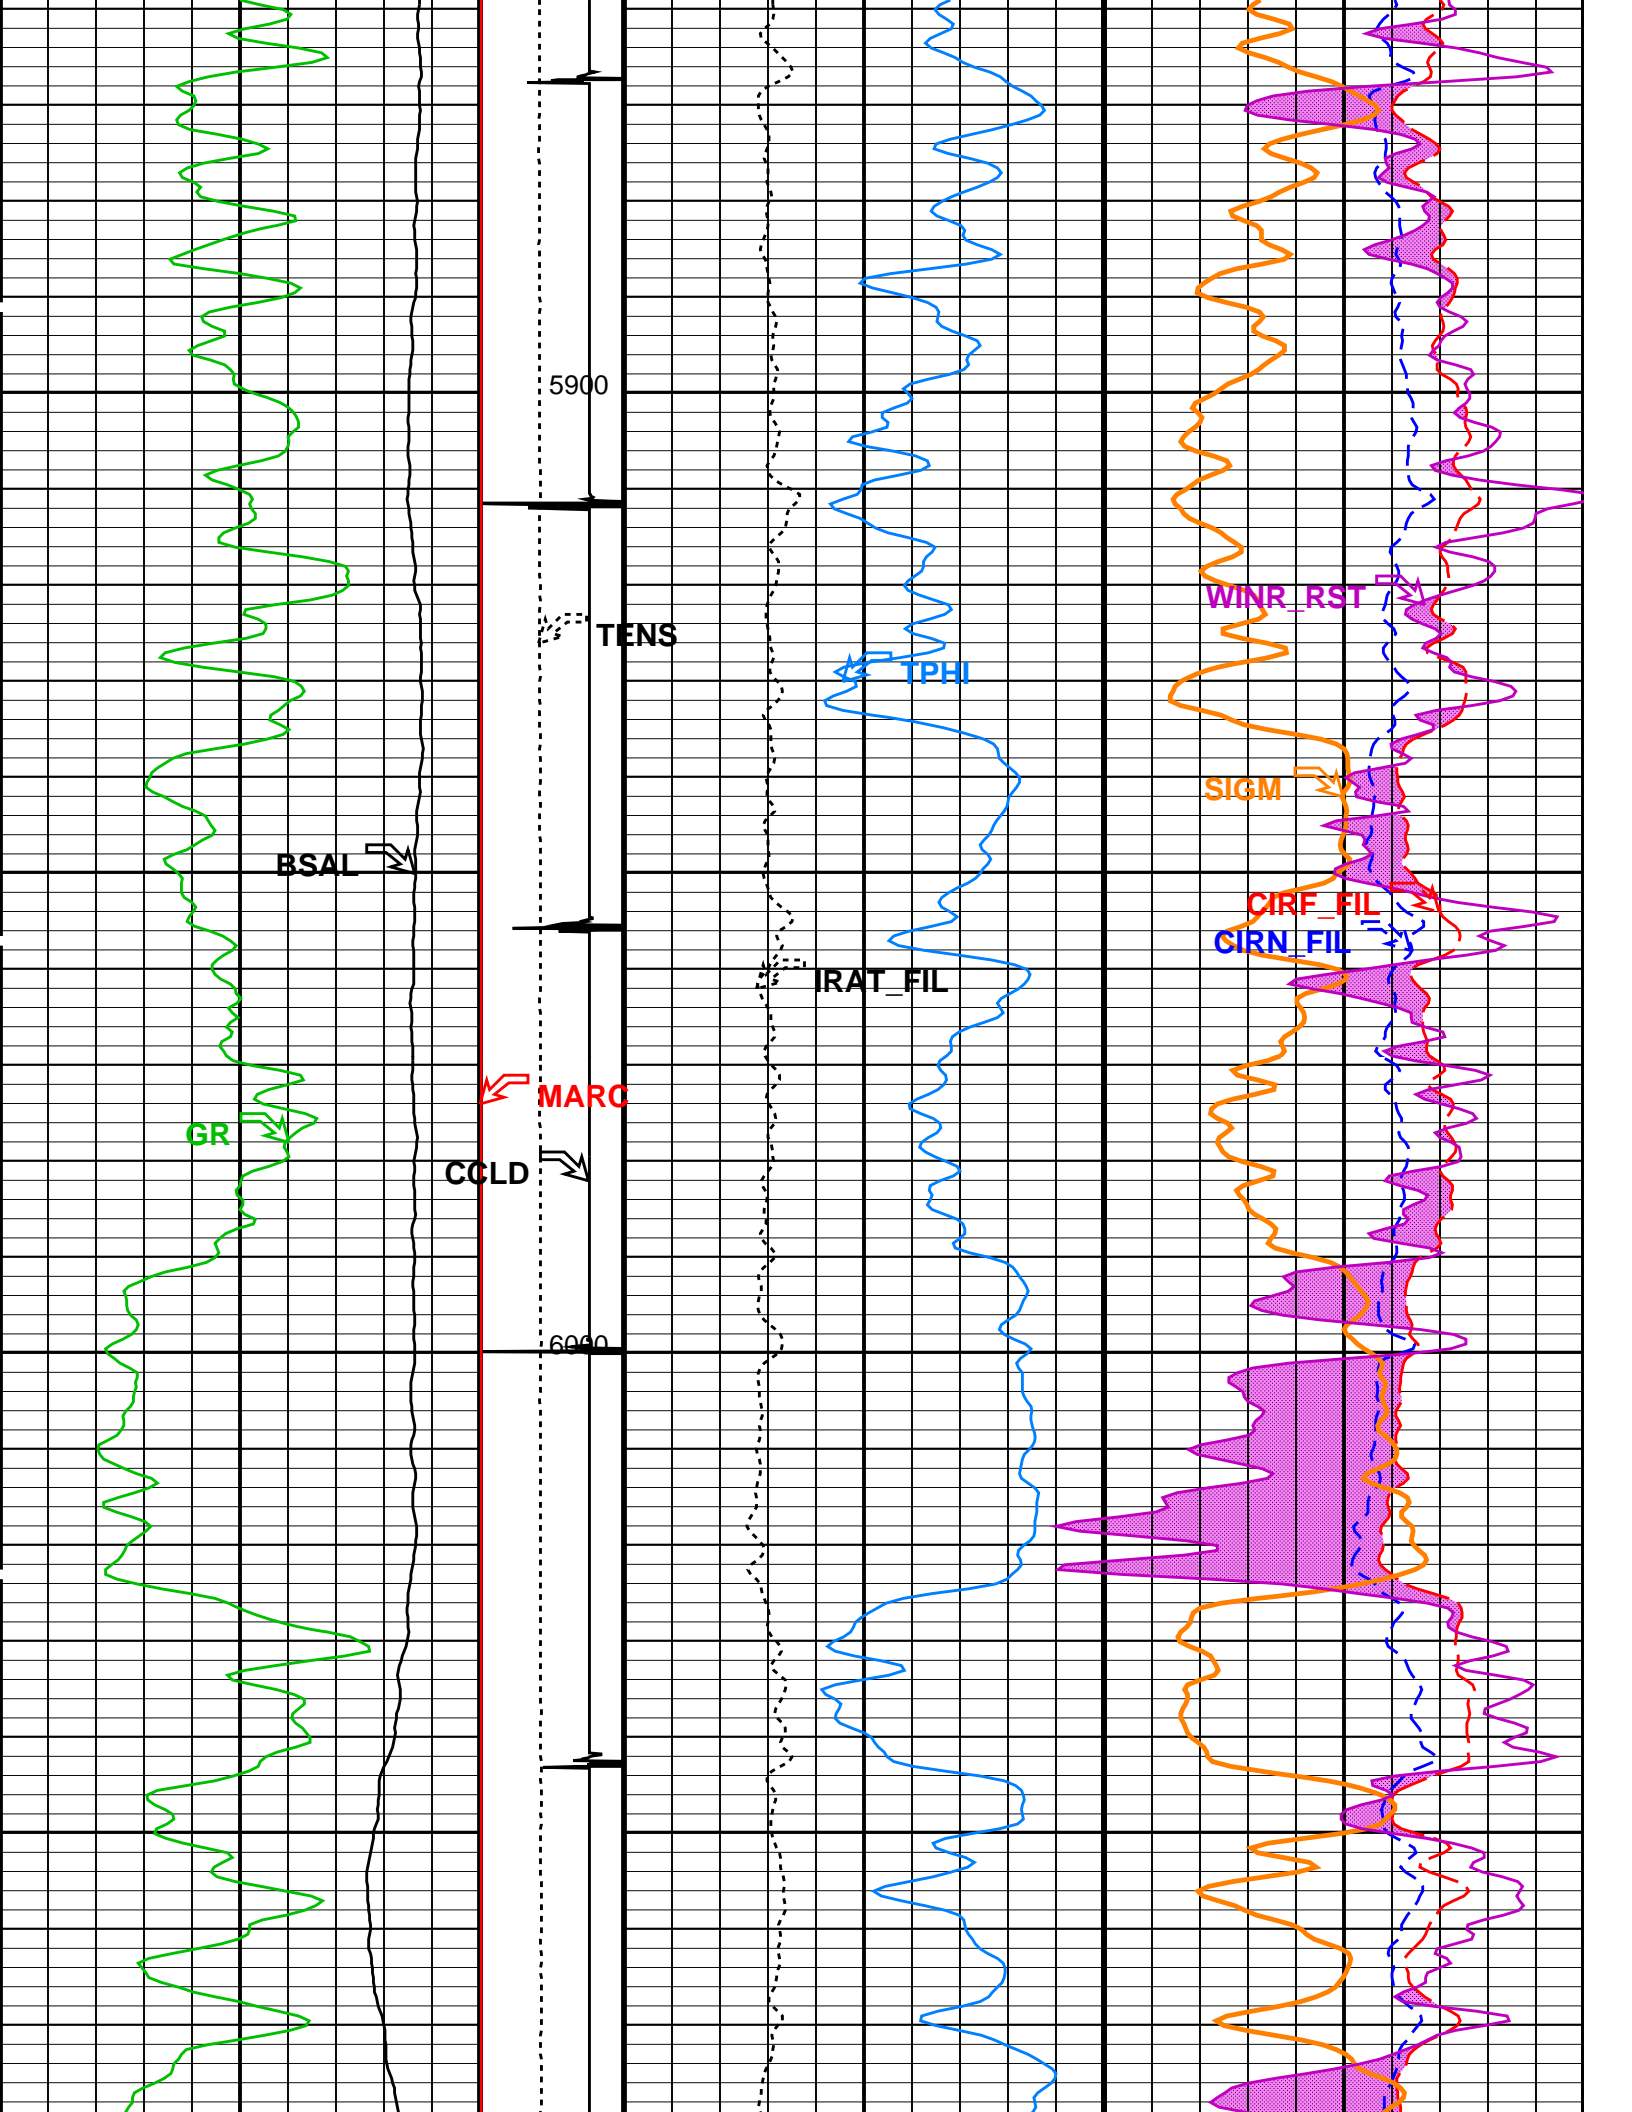 5900
WINR_RST
TENS
TPHI
SIGM
BSAL
CIRF_FIL
CIRN_FIL
IRAT_FIL
MARC
GR
CCLD
6000